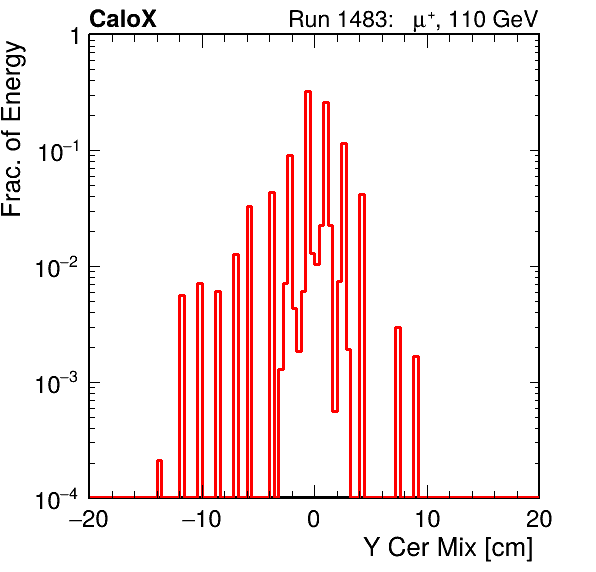 CaloX Run 1483: μ⁺, 110 GeV
Frac. of Energy
1
10⁻¹
10⁻²
10⁻³
10⁻⁴
−20 −10 0 10 20
Y Cer Mix [cm]